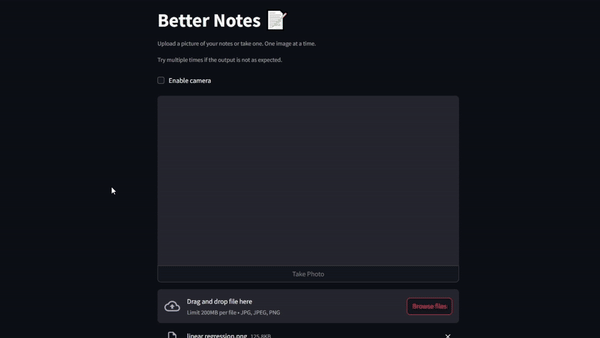 Better Notes 📝
Upload a picture of your notes or take one. One image at a time.
Try multiple times if the output is not as expected.
Enable camera
Take Photo
Drag and drop file here
Limit 200MB per file • JPG, JPEG, PNG
Browse files
linear regression.png 125.8KB